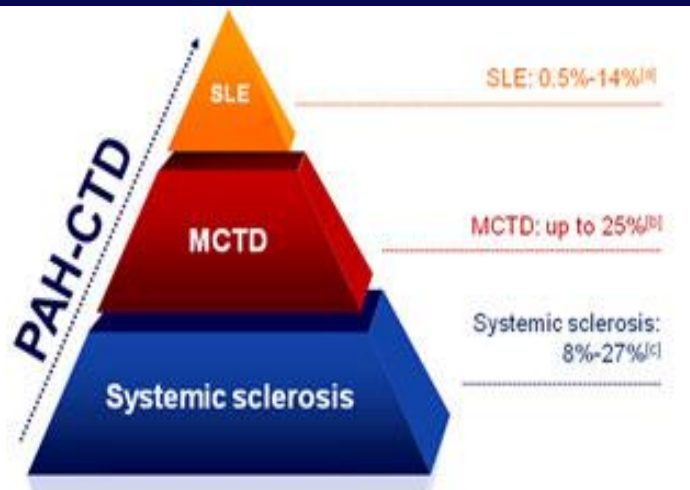 PAH-CTD
SLE
SLE: 0.5%-14%[a]
MCTD
MCTD: up to 25%[b]
Systemic sclerosis
Systemic sclerosis:
8%-27%[c]